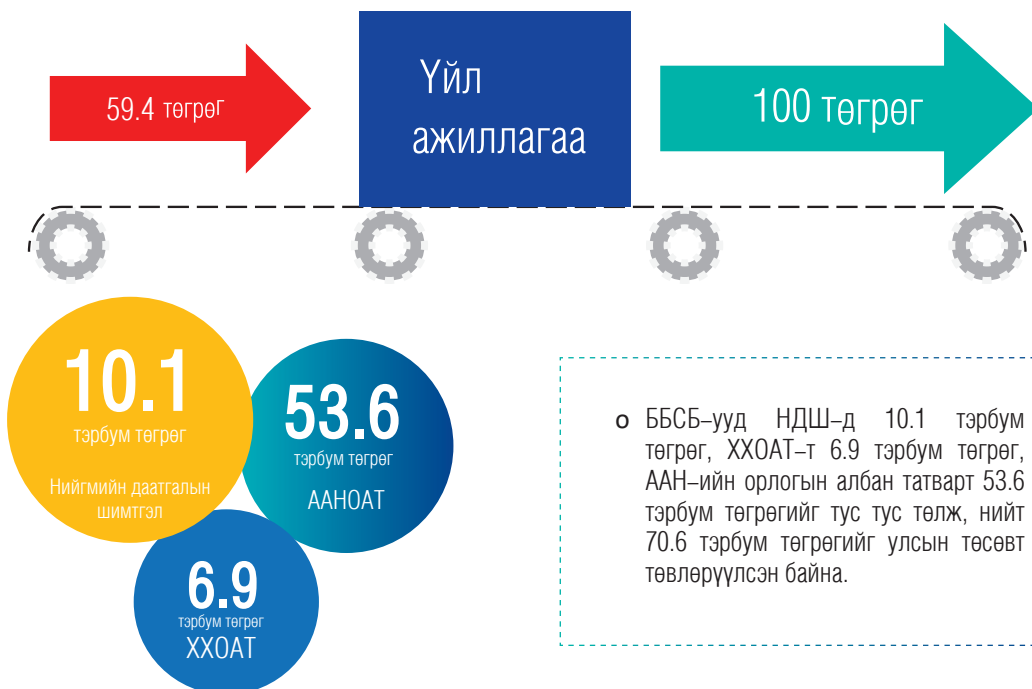 59.4 төгрөг
Үйл
ажиллагаа
100 төгрөг
10.1
тэрбум төгрөг
Нийгмийн даатгалын
шимтгэл
53.6
тэрбум төгрөг
ААНОАТ
6.9
тэрбум төгрөг
ХХОАТ
o ББСБ–ууд НДШ–д 10.1 тэрбум
төгрөг, ХХОАТ–т 6.9 тэрбум төгрөг,
ААН–ийн орлогын албан татварт 53.6
тэрбум төгрөгийг тус тус төлж, нийт
70.6 тэрбум төгрөгийг улсын төсөвт
төвлөрүүлсэн байна.